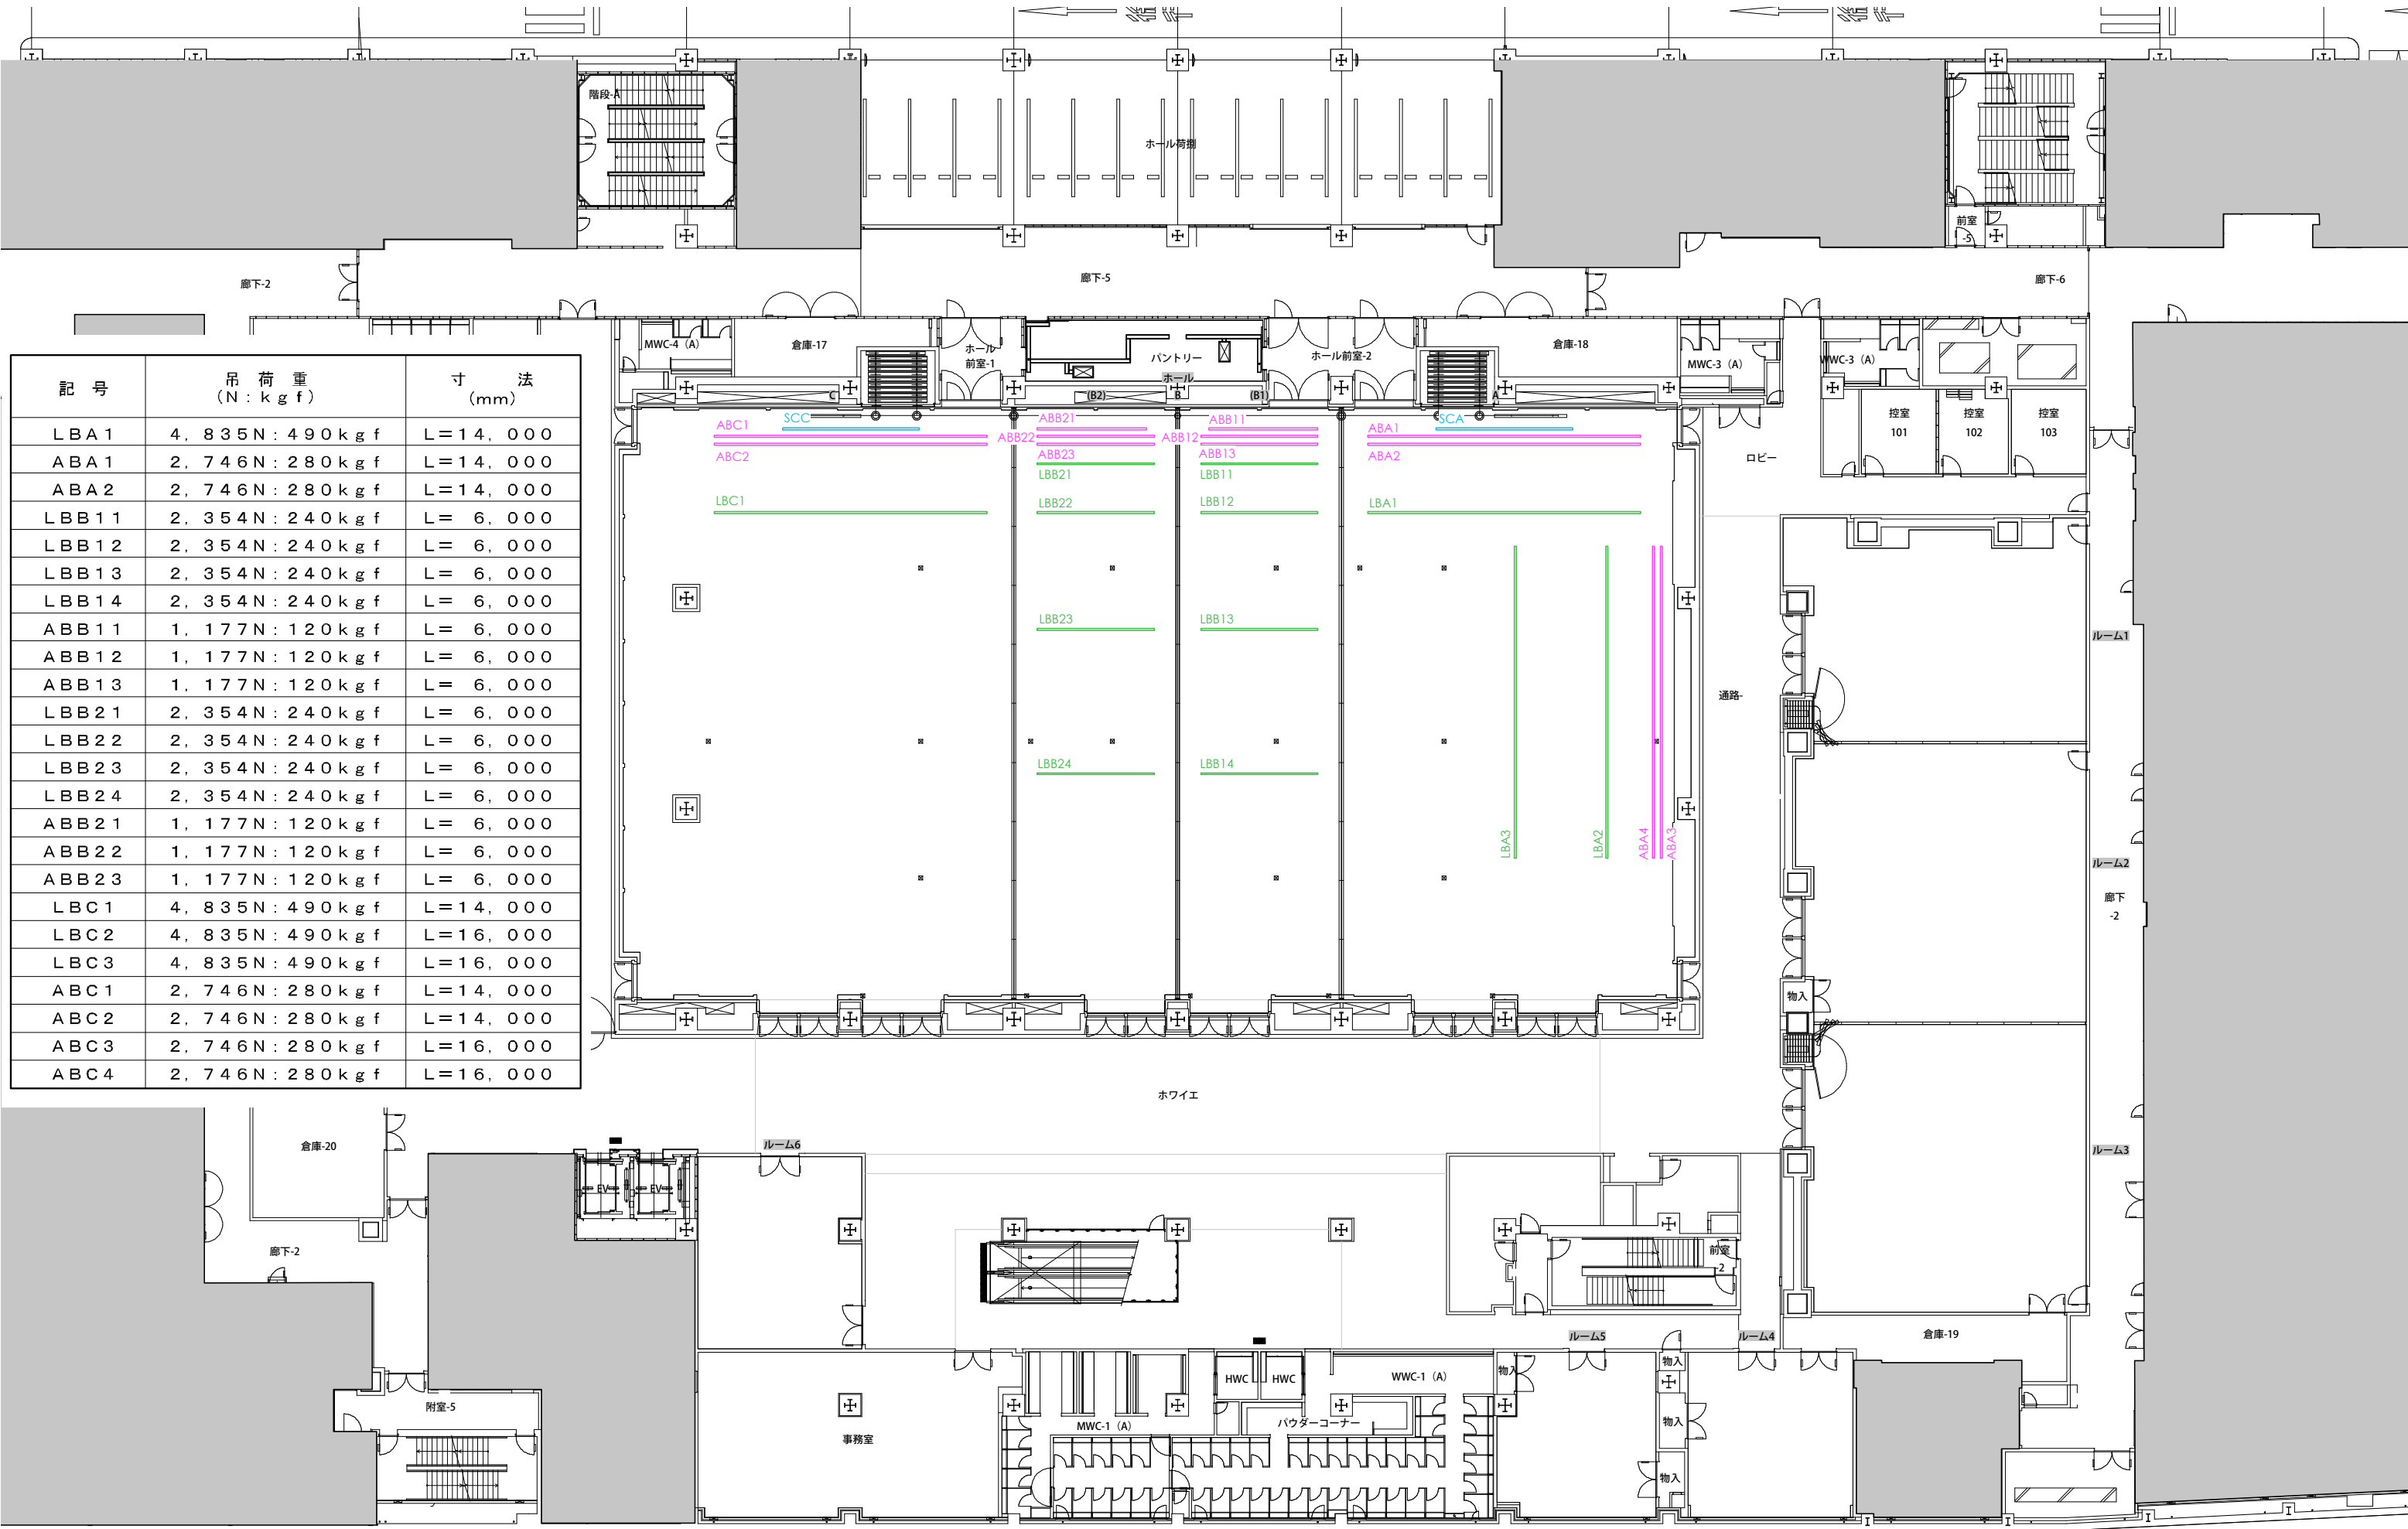 階段-A
ホール荷捌
前室
-5
廊下-2
廊下-5
廊下-6
MWC-4（A）
倉庫-17
ホール
前室-1
パントリー
ホール前室-2
倉庫-18
MWC-3（A）
WWC-3（A）
ホール
C
(B2)
B
(B1)
A
控室
101
控室
102
控室
103
ロビー
記号 吊荷重 寸法
（N：kgf） （mm）
LBA1 4，835N：490kgf L=14，000
ABA1 2，746N：280kgf L=14，000
ABA2 2，746N：280kgf L=14，000
LBB11 2，354N：240kgf L= 6，000
LBB12 2，354N：240kgf L= 6，000
LBB13 2，354N：240kgf L= 6，000
LBB14 2，354N：240kgf L= 6，000
ABB11 1，177N：120kgf L= 6，000
ABB12 1，177N：120kgf L= 6，000
ABB13 1，177N：120kgf L= 6，000
LBB21 2，354N：240kgf L= 6，000
LBB22 2，354N：240kgf L= 6，000
LBB23 2，354N：240kgf L= 6，000
LBB24 2，354N：240kgf L= 6，000
ABB21 1，177N：120kgf L= 6，000
ABB22 1，177N：120kgf L= 6，000
ABB23 1，177N：120kgf L= 6，000
LBC1 4，835N：490kgf L=14，000
LBC2 4，835N：490kgf L=16，000
LBC3 4，835N：490kgf L=16，000
ABC1 2，746N：280kgf L=14，000
ABC2 2，746N：280kgf L=14，000
ABC3 2，746N：280kgf L=16，000
ABC4 2，746N：280kgf L=16，000
ABC1
SCC
ABB21
ABB11
ABA1
SCA
ABB22
ABB12
ABC2
ABB23
ABB13
ABA2
LBB21
LBB11
LBC1
LBB22
LBB12
LBA1
LBB23
LBB13
LBB24
LBB14
LBA3
LBA2
ABA4
ABA3
通路-
ルーム1
ルーム2
廊下
-2
物入
ルーム3
ホワイエ
倉庫-20
ルーム6
EV
EV
廊下-2
前室
-2
ルーム5
ルーム4
倉庫-19
附室-5
事務室
MWC-1（A）
HWC
HWC
WWC-1（A）
パウダーコーナー
物入
物入
物入
物入